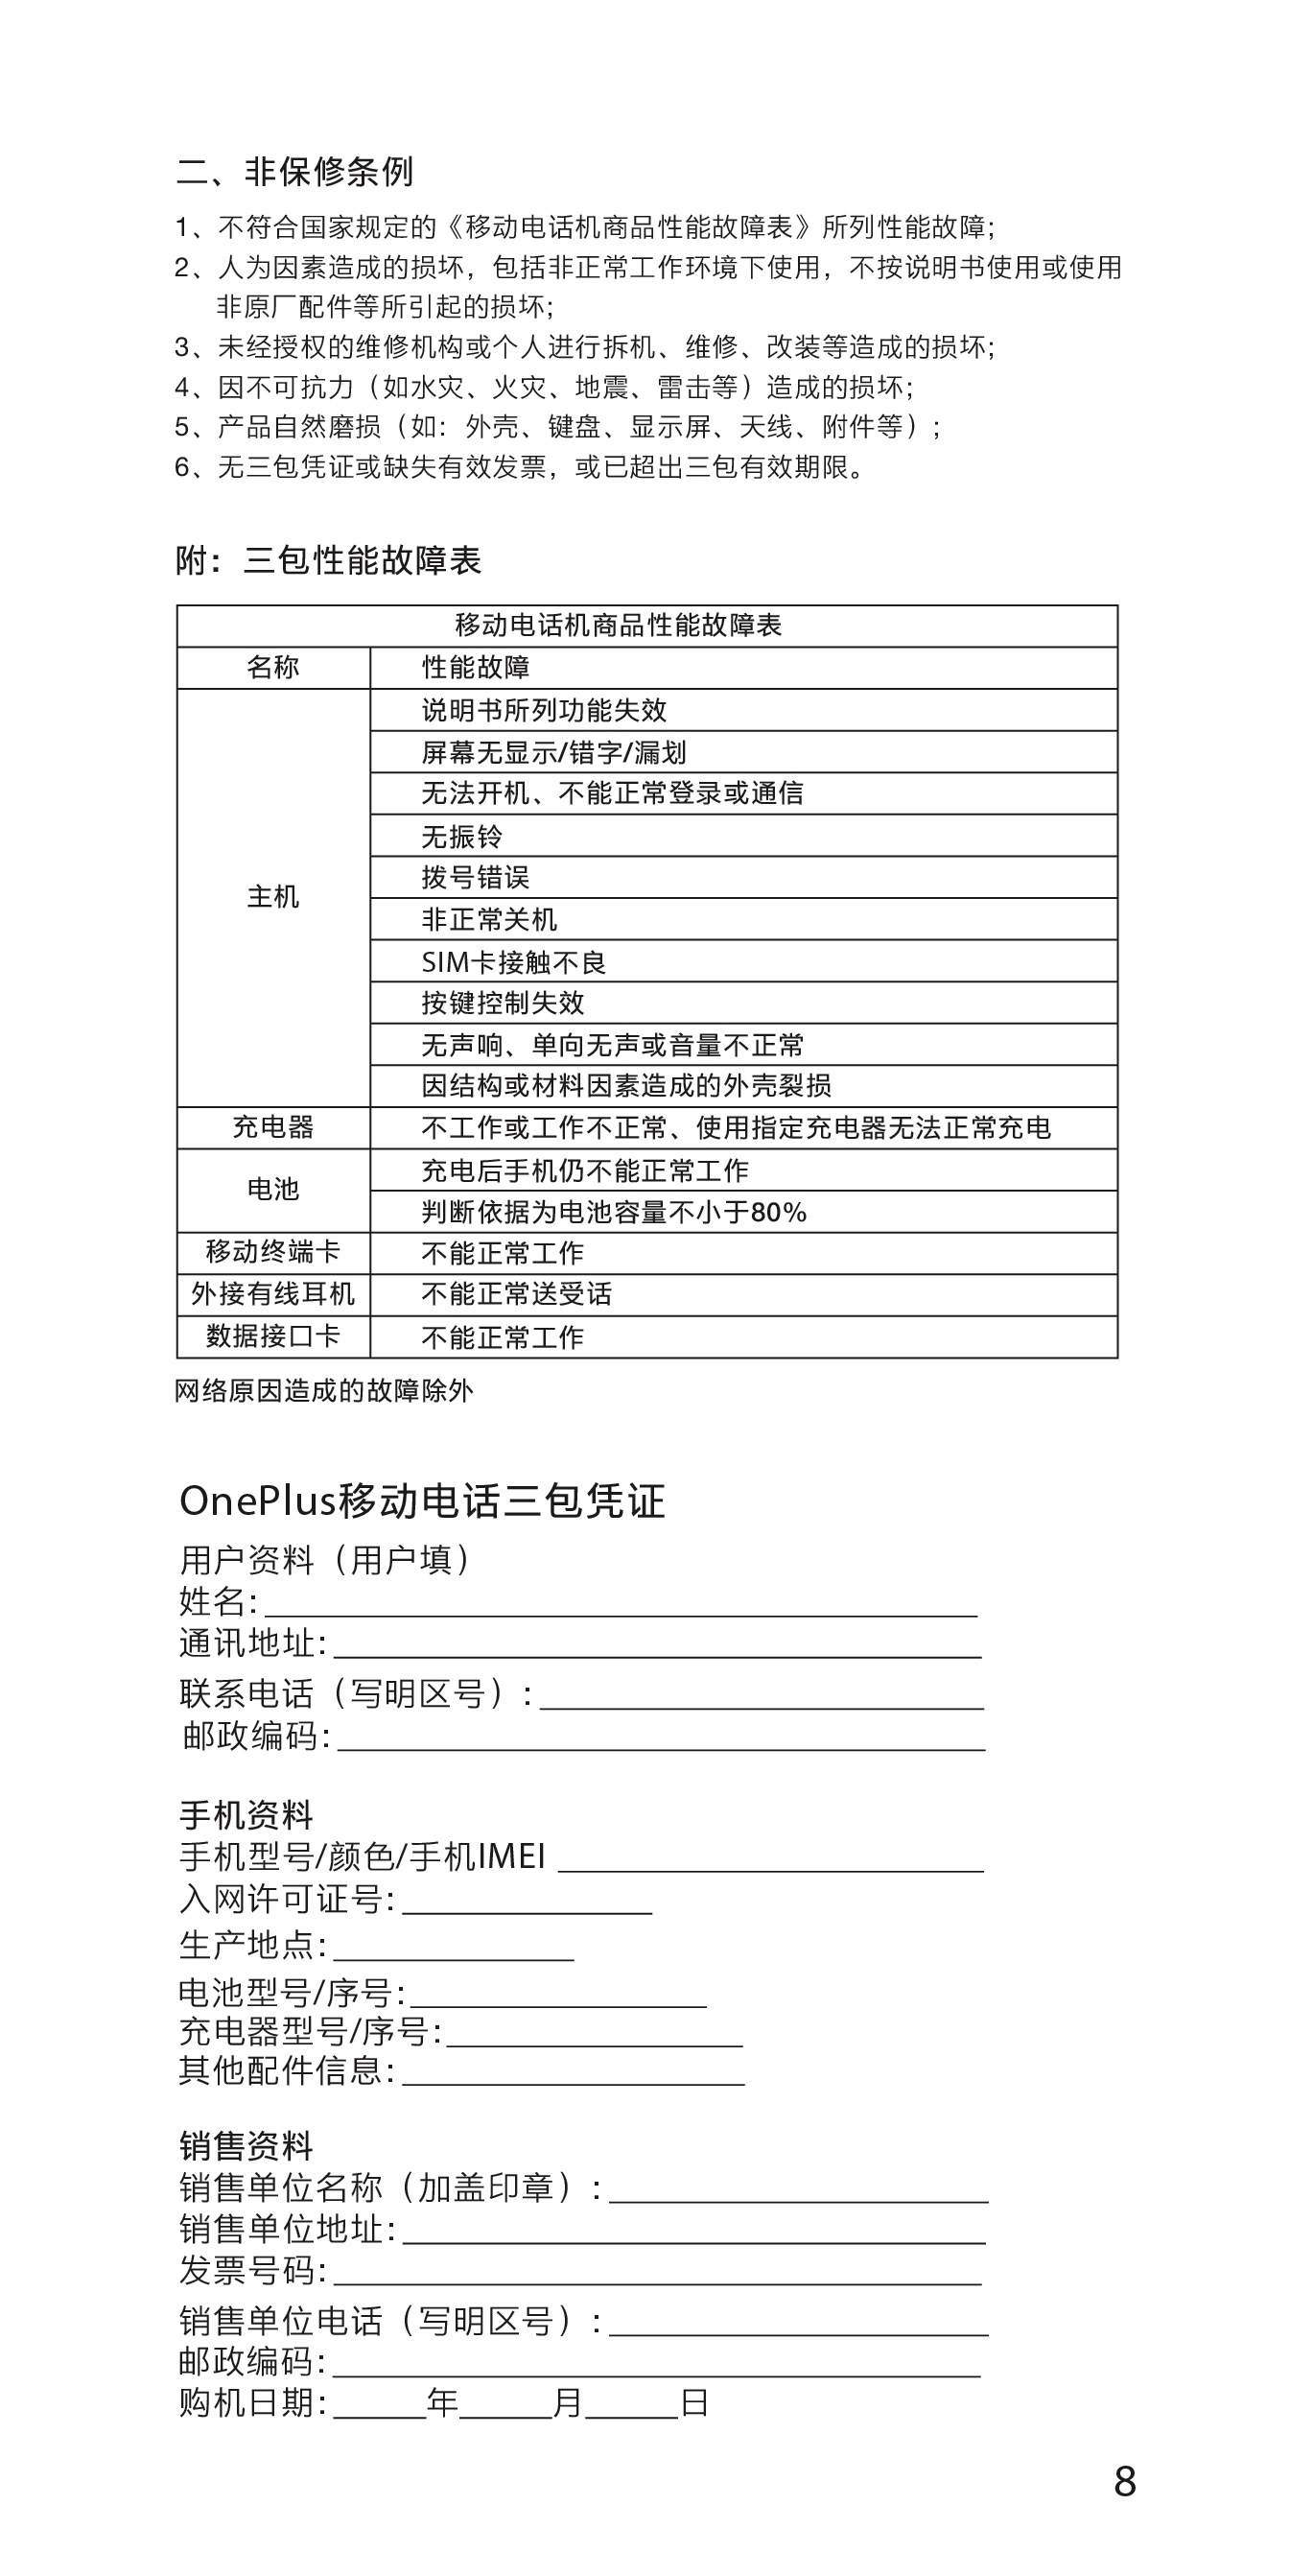 二、非保修条例
1、不符合国家规定的《移动电话机商品性能故障表》所列性能故障；
2、人为因素造成的损坏，包括非正常工作环境下使用，不按说明书使用或使用
非原厂配件等所引起的损坏；
3、未经授权的维修机构或个人进行拆机、维修、改装等造成的损坏；
4、因不可抗力（如水灾、火灾、地震、雷击等）造成的损坏；
5、产品自然磨损（如：外壳、键盘、显示屏、天线、附件等）；
6、无三包凭证或缺失有效发票，或已超出三包有效期限。
附：三包性能故障表
移动电话机商品性能故障表
名称 性能故障
主机
说明书所列功能失效
屏幕无显示/错字/漏划
无法开机、不能正常登录或通信
无振铃
拨号错误
非正常关机
SIM卡接触不良
按键控制失效
无声响、单向无声或音量不正常
因结构或材料因素造成的外壳裂损
充电器 不工作或工作不正常、使用指定充电器无法正常充电
电池
充电后手机仍不能正常工作
判断依据为电池容量不小于80%
移动终端卡 不能正常工作
外接有线耳机 不能正常送受话
数据接口卡 不能正常工作
网络原因造成的故障除外
OnePlus移动电话三包凭证
用户资料（用户填）
姓名:
通讯地址:
联系电话（写明区号）:
邮政编码:
手机资料
手机型号/颜色/手机IMEI
入网许可证号:
生产地点:
电池型号/序号:
充电器型号/序号:
其他配件信息:
销售资料
销售单位名称（加盖印章）:
销售单位地址:
发票号码:
销售单位电话（写明区号）:
邮政编码:
购机日期:_____年_____月_____日
8